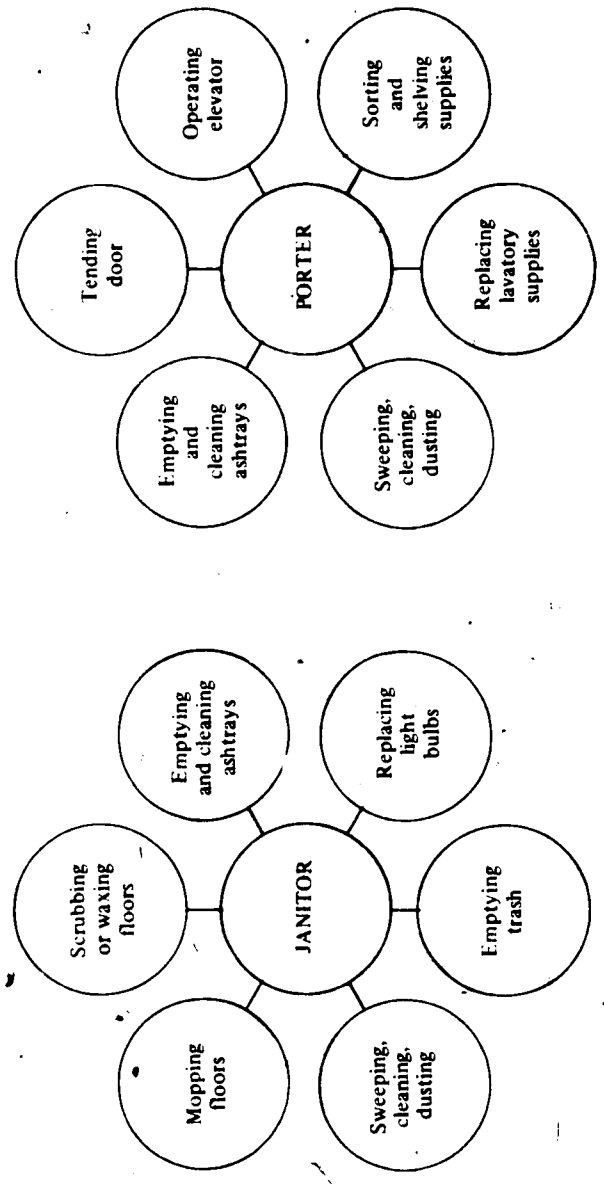 Scrubbing
or waxing
floors
Mopping
floors
Emptying
and cleaning
ashtrays
JANITOR
Sweeping,
cleaning,
dusting
Replacing
light
bulbs
Emptying
trash
Tending
door
Emptying
and
cleaning
ashtrays
Operating
elevator
PORTER
Sweeping,
cleaning,
dusting
Sorting
and
shelving
supplies
Replacing
lavatory
supplies